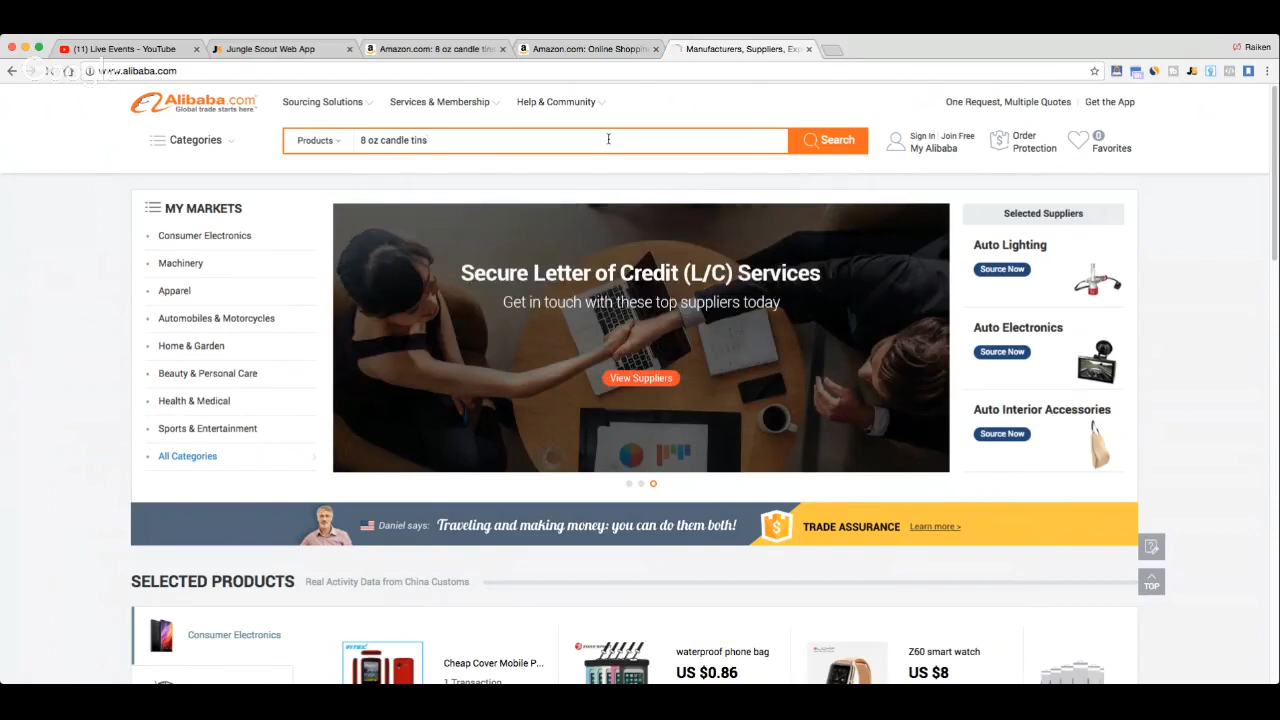 (11) Live Events - YouTube
Jungle Scout Web App
Amazon.com: 8 oz candle tins
Amazon.com: Online Shoppin
Manufacturers, Suppliers, Exp
Raiken
www.alibaba.com
Alibaba.com
Global trade starts here.™
Sourcing Solutions
Services & Membership
Help & Community
One Request, Multiple Quotes
Get the App
Categories
Products
8 oz candle tins
Search
Sign In | Join Free
My Alibaba
Order
Protection
0
Favorites
MY MARKETS
Consumer Electronics
Machinery
Apparel
Automobiles & Motorcycles
Home & Garden
Beauty & Personal Care
Health & Medical
Sports & Entertainment
All Categories
Secure Letter of Credit (L/C) Services
Get in touch with these top suppliers today
View Suppliers
Selected Suppliers
Auto Lighting
Source Now
Auto Electronics
Source Now
Auto Interior Accessories
Source Now
Daniel says: Traveling and making money: you can do them both!
TRADE ASSURANCE Learn more >
TOP
SELECTED PRODUCTS Real Activity Data from China Customs
Consumer Electronics
Cheap Cover Mobile P...
1 Transaction
waterproof phone bag
US $0.86
Z60 smart watch
US $8